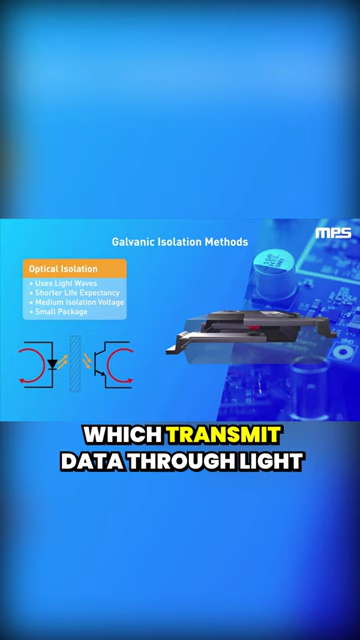 mps
Galvanic Isolation Methods
Optical Isolation
• Uses Light Waves
• Shorter Life Expectancy
• Medium Isolation Voltage
• Small Package
WHICH TRANSMIT
DATA THROUGH LIGHT